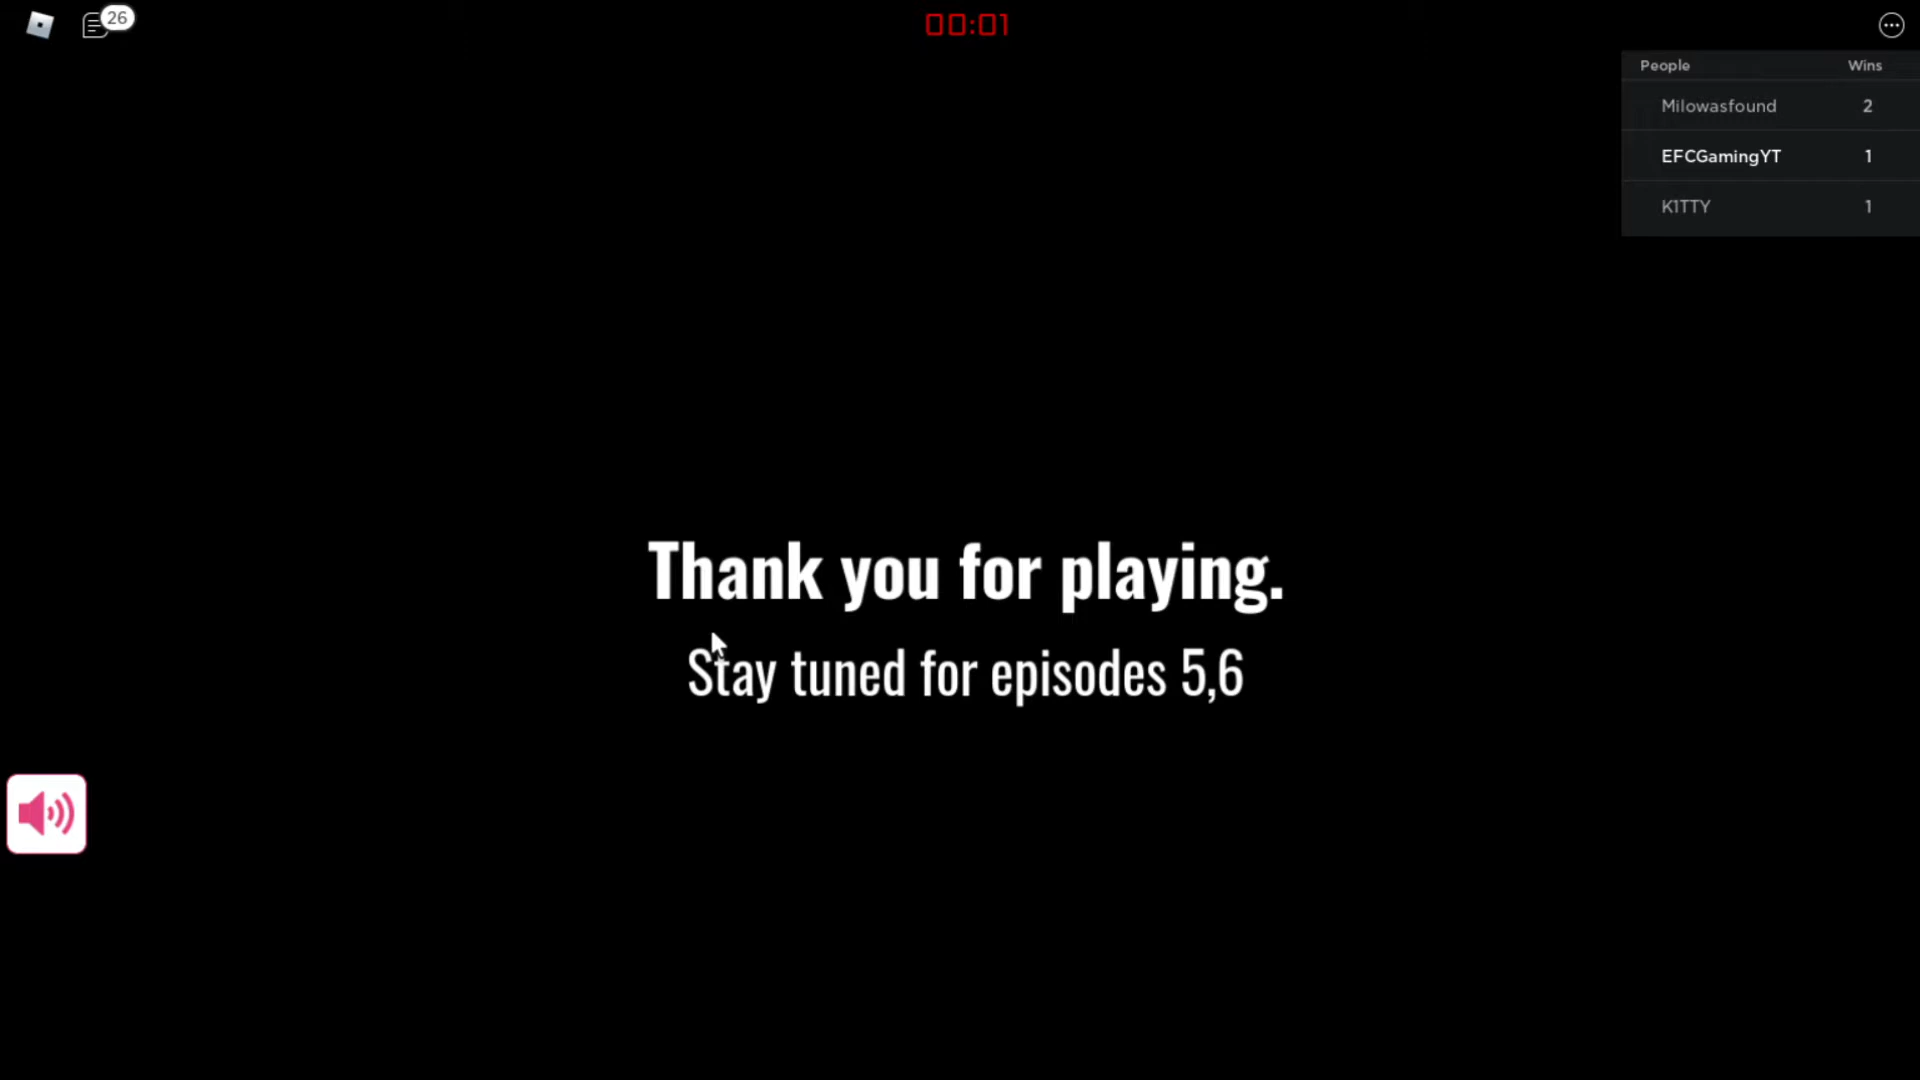 26
00:01
People Wins
Milowasfound 2
EFCGamingYT 1
K1TTY 1
Thank you for playing.
Stay tuned for episodes 5,6